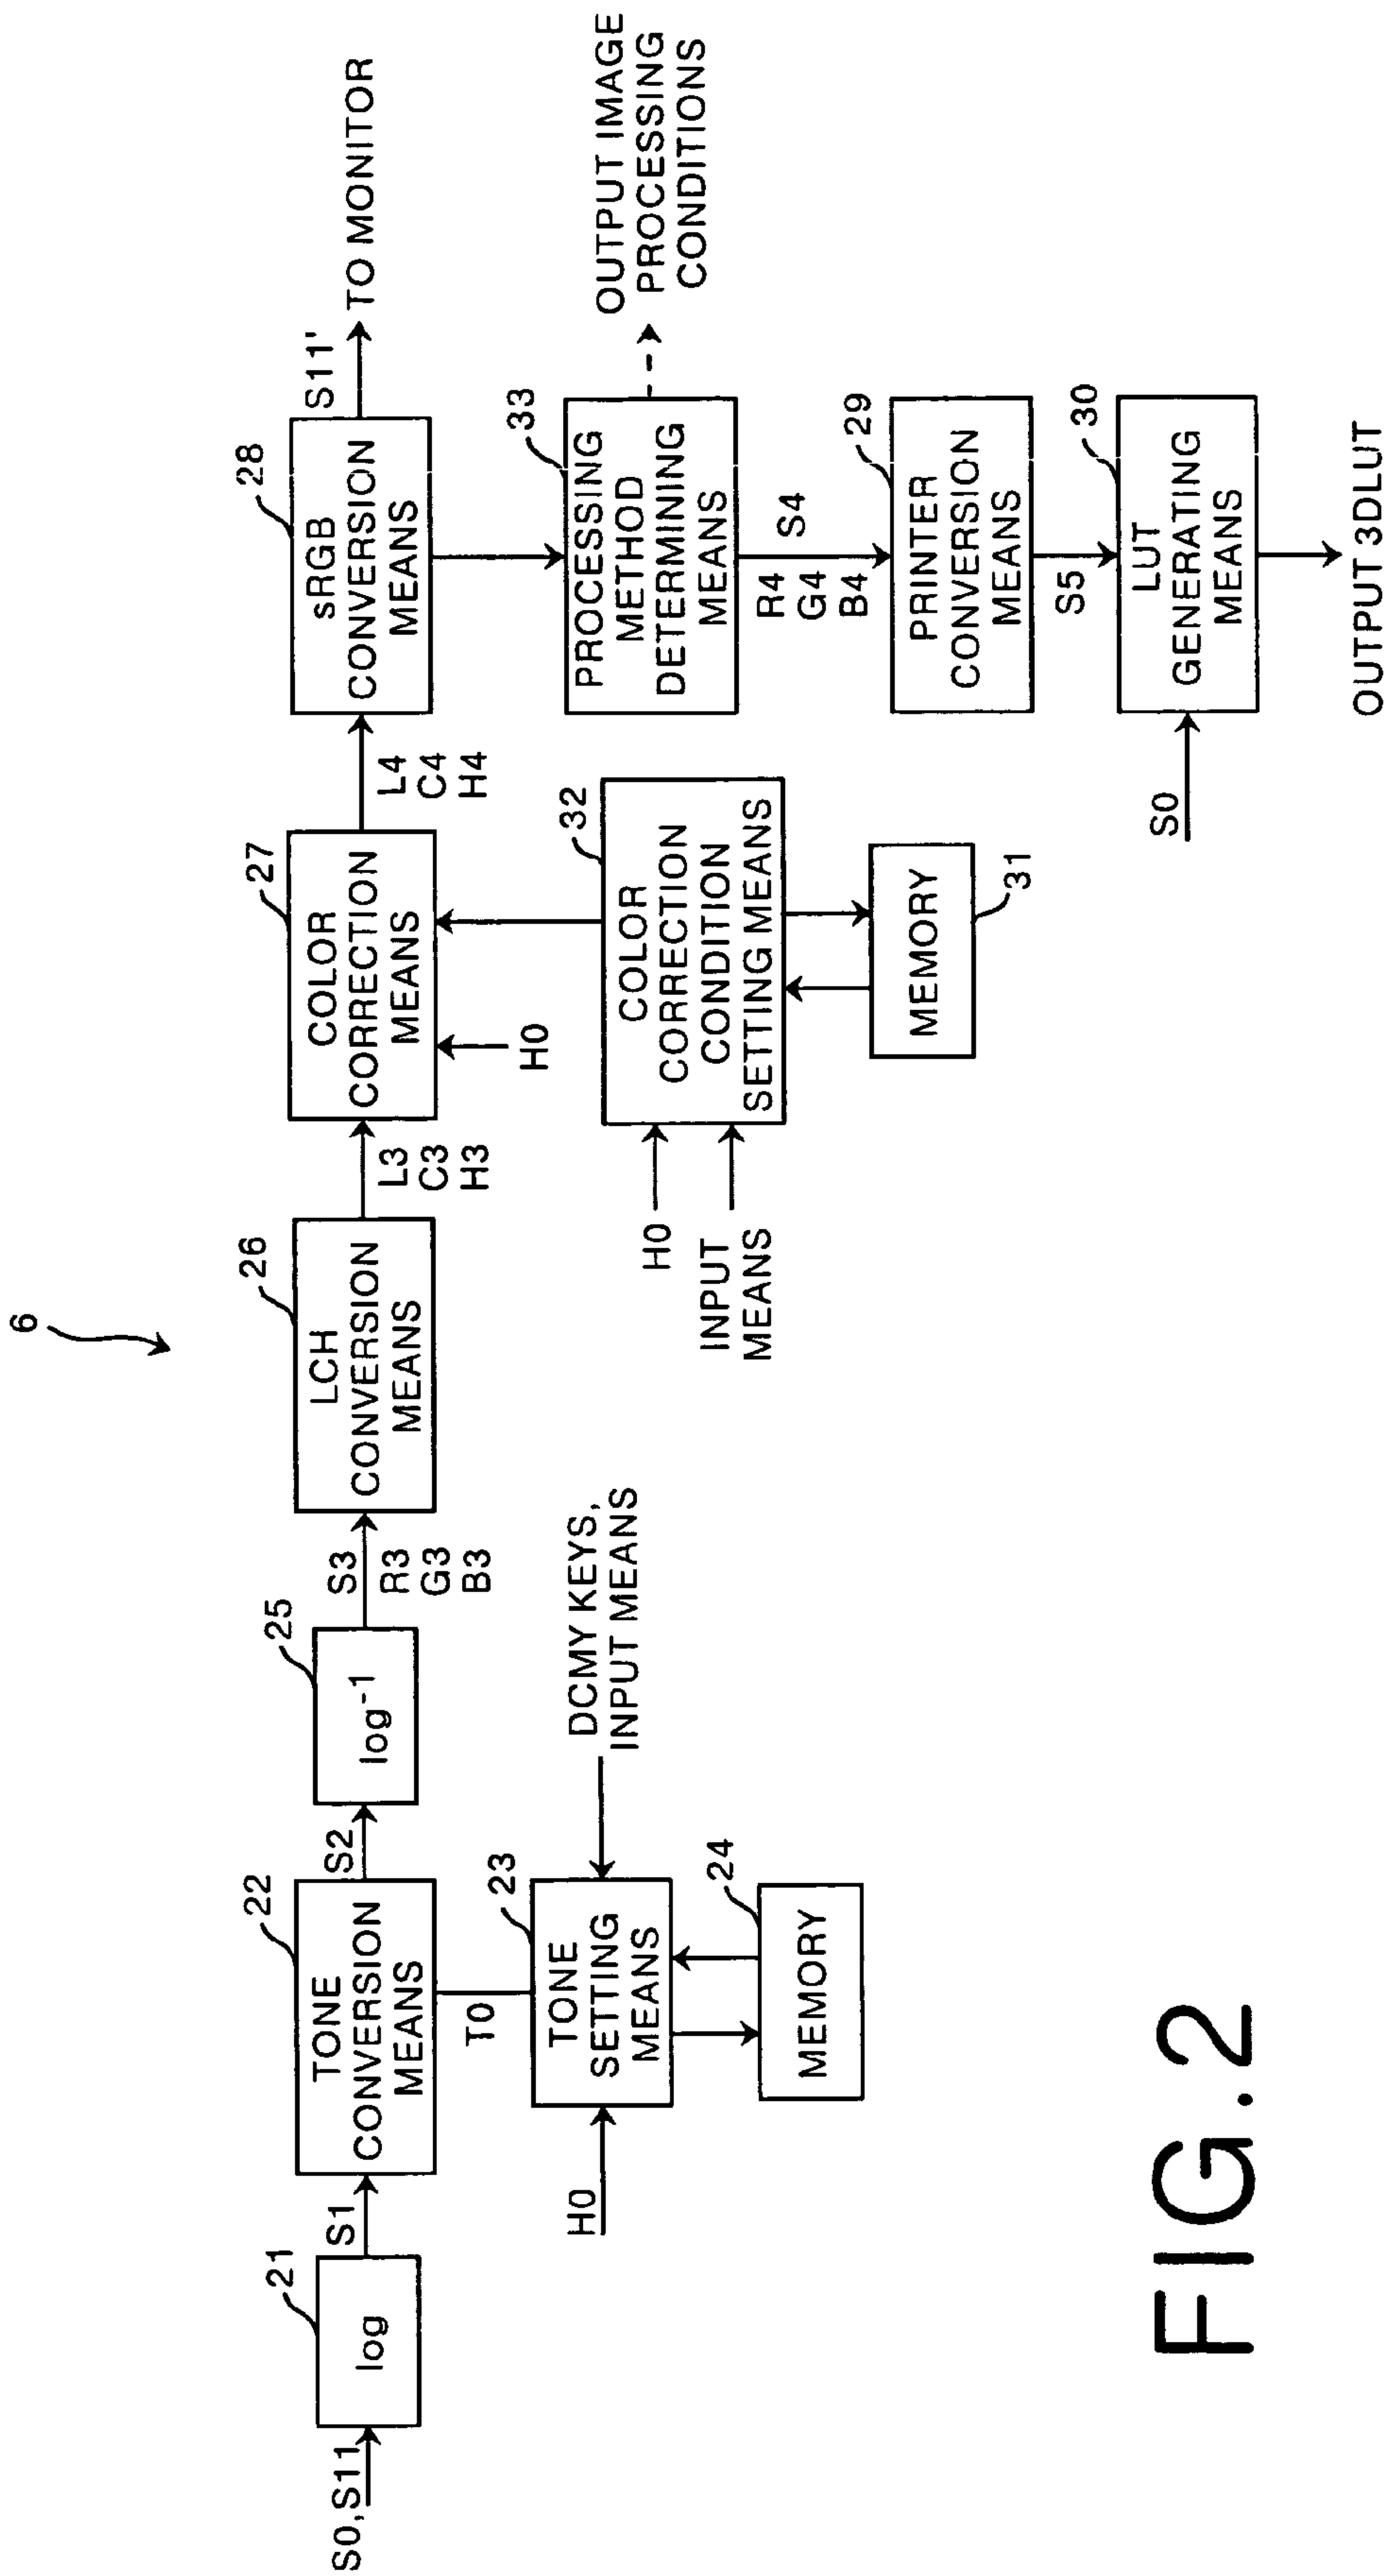 6
S0,S11
21
log
S1
22
TONE
CONVERSION
MEANS
S2
25
log-1
S3
R3
G3
B3
26
LCH
CONVERSION
MEANS
L3
C3
H3
27
COLOR
CORRECTION
MEANS
H0
L4
C4
H4
28
sRGB
CONVERSION
MEANS
S11'
TO MONITOR
T0
H0
23
TONE
SETTING
MEANS
DCMY KEYS,
INPUT MEANS
24
MEMORY
H0
INPUT
MEANS
32
COLOR
CORRECTION
CONDITION
SETTING MEANS
MEMORY
31
33
PROCESSING
METHOD
DETERMINING
MEANS
OUTPUT IMAGE
PROCESSING
CONDITIONS
R4
G4
B4
S4
29
PRINTER
CONVERSION
MEANS
S5
S0
30
LUT
GENERATING
MEANS
OUTPUT 3DLUT
FIG.2